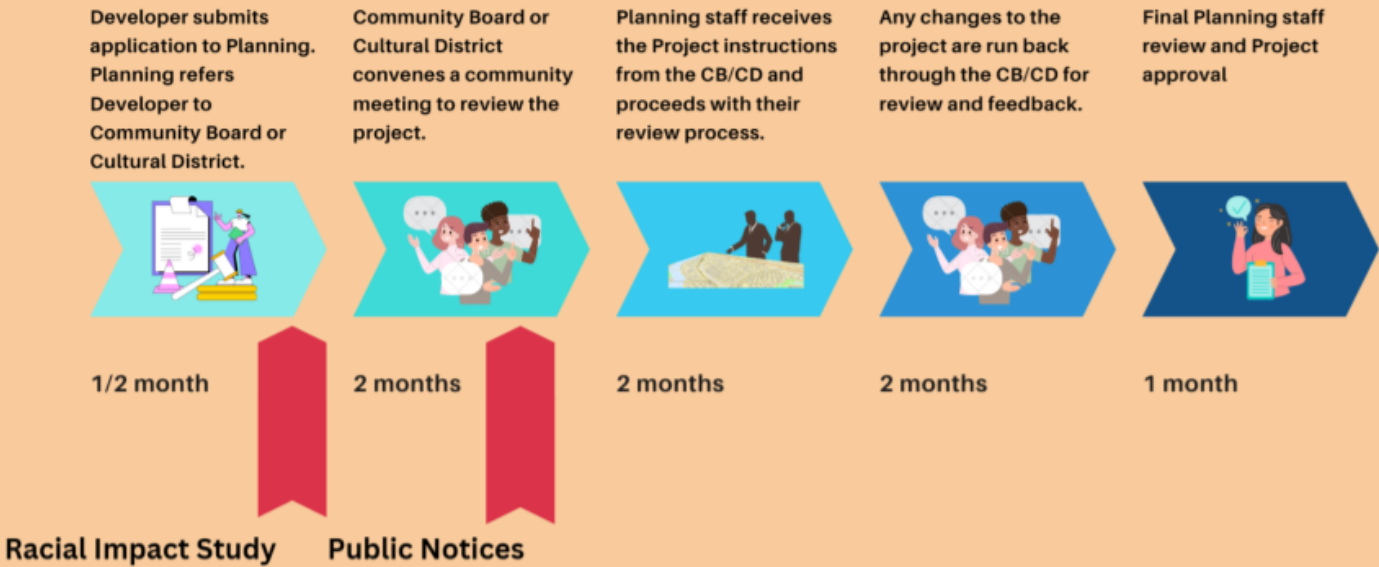 Developer submits
application to Planning.
Planning refers
Developer to
Community Board or
Cultural District.
Community Board or
Cultural District
convenes a community
meeting to review the
project.
Planning staff receives
the Project instructions
from the CB/CD and
proceeds with their
review process.
Any changes to the
project are run back
through the CB/CD for
review and feedback.
Final Planning staff
review and Project
approval
1/2 month
2 months
2 months
2 months
1 month
Racial Impact Study
Public Notices